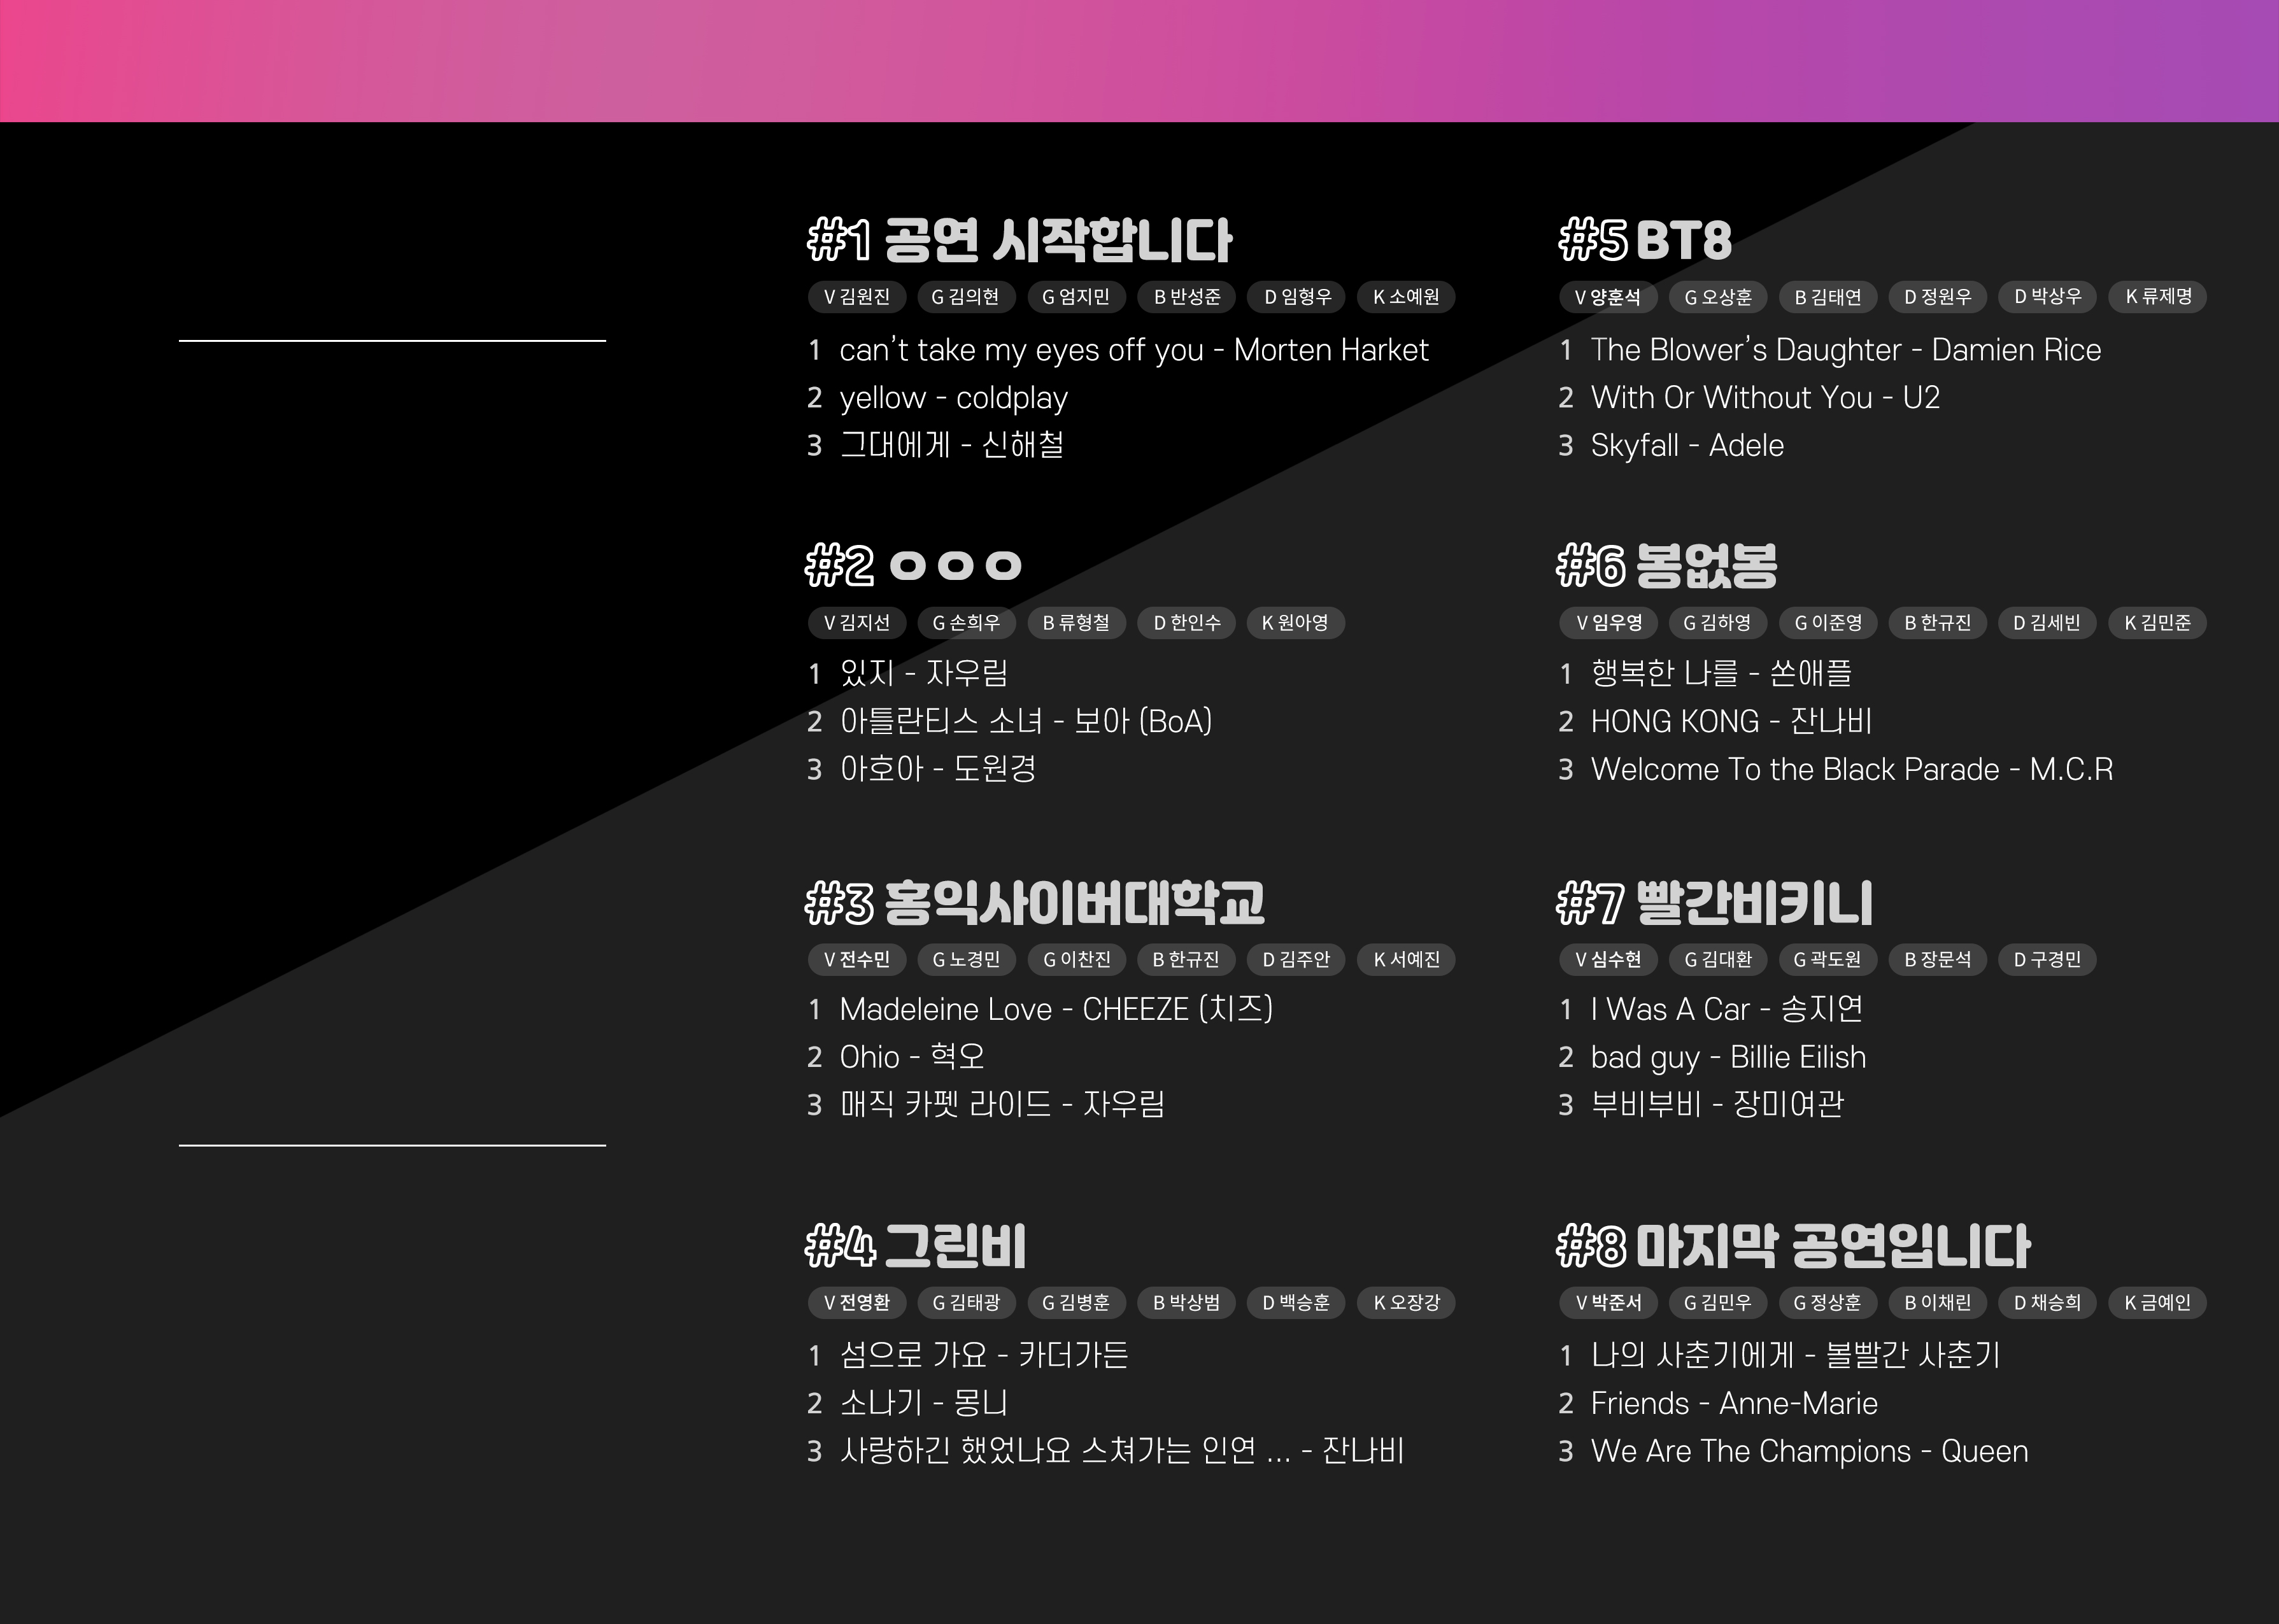 #1 공연 시작합니다
V 김원진 G 김의현 G 엄지민 B 반성준 D 임형우 K 소예원
1 can't take my eyes off you - Morten Harket
2 yellow - coldplay
3 그대에게 - 신해철
#2 ㅇㅇㅇ
V 김지선 G 손희우 B 류형철 D 한인수 K 원아영
1 있지 - 자우림
2 아틀란티스 소녀 - 보아 (BoA)
3 아호아 - 도원경
#3 홍익사이버대학교
V 전수민 G 노경민 G 이찬진 B 한규진 D 김주안 K 서예진
1 Madeleine Love - CHEEZE (치즈)
2 Ohio - 혁오
3 매직 카펫 라이드 - 자우림
#4 그린비
V 전영환 G 김태광 G 김병훈 B 박상범 D 백승훈 K 오장강
1 섬으로 가요 - 카더가든
2 소나기 - 몽니
3 사랑하긴 했었나요 스쳐가는 인연 ... - 잔나비
#5 BT8
V 양훈석 G 오상훈 B 김태연 D 정원우 D 박상우 K 류제명
1 The Blower's Daughter - Damien Rice
2 With Or Without You - U2
3 Skyfall - Adele
#6 봉없봉
V 임우영 G 김하영 G 이준영 B 한규진 D 김세빈 K 김민준
1 행복한 나를 - 쏜애플
2 HONG KONG - 잔나비
3 Welcome To the Black Parade - M.C.R
#7 빨간비키니
V 심수현 G 김대환 G 곽도원 B 장문석 D 구경민
1 I Was A Car - 송지연
2 bad guy - Billie Eilish
3 부비부비 - 장미여관
#8 마지막 공연입니다
V 박준서 G 김민우 G 정상훈 B 이채린 D 채승희 K 금예인
1 나의 사춘기에게 - 볼빨간 사춘기
2 Friends - Anne-Marie
3 We Are The Champions - Queen